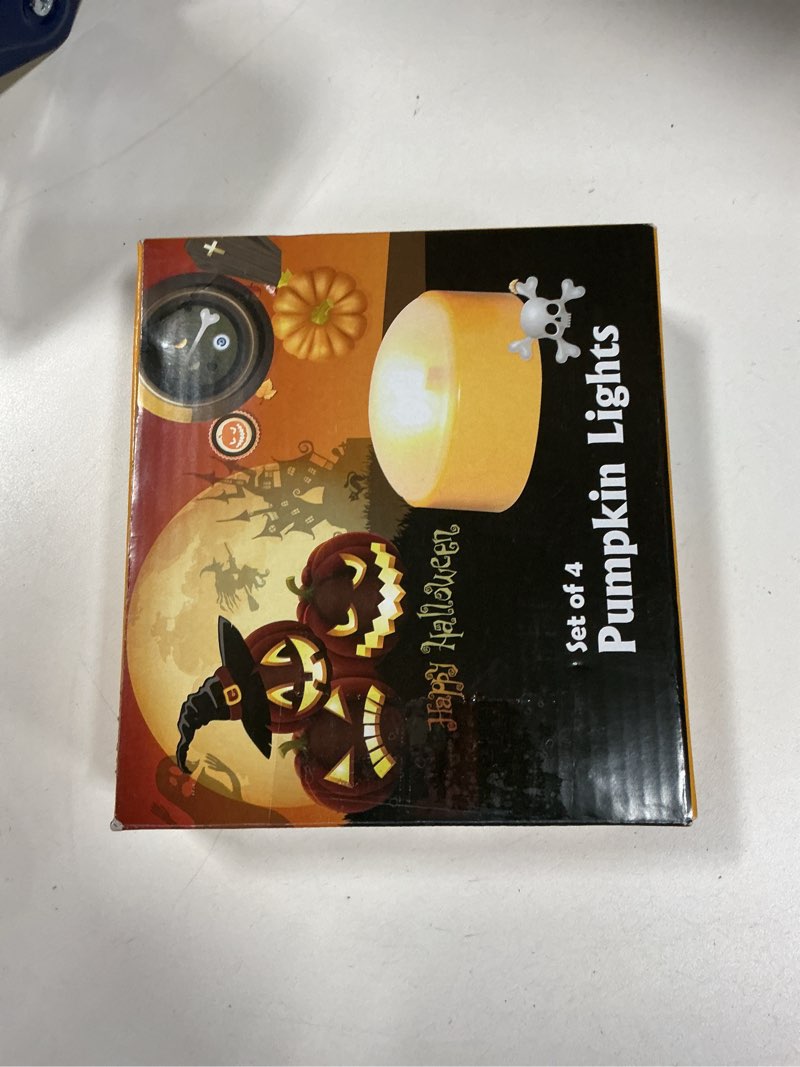 Happy Halloween
Set of 4
Pumpkin Lights